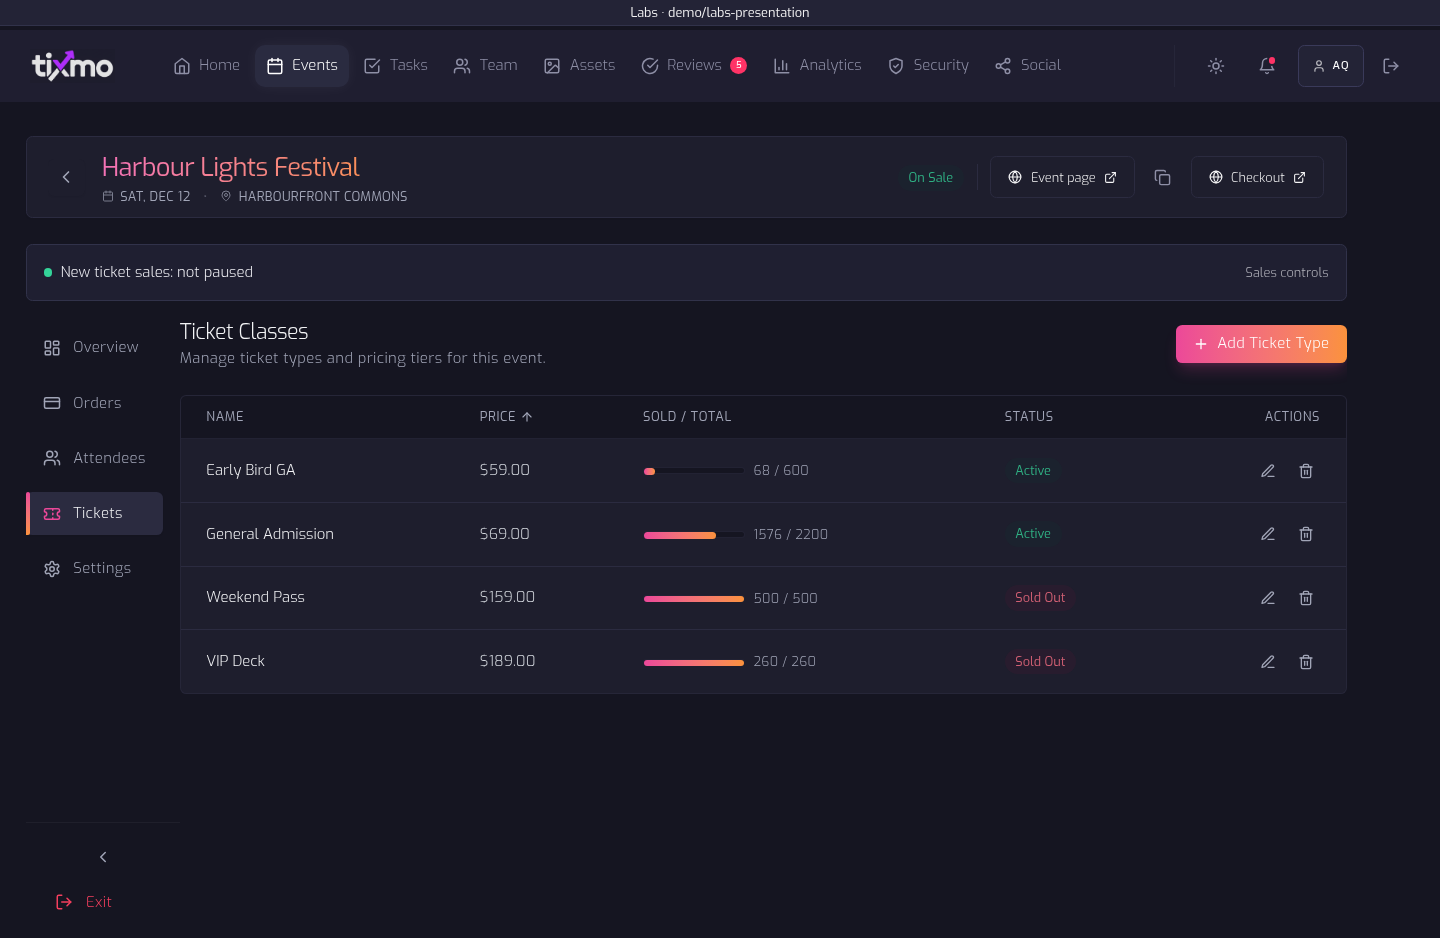 Labs · demo/labs-presentation
tixmo
Home
Events
Tasks
Team
Assets
Reviews 5
Analytics
Security
Social
AQ
Harbour Lights Festival
SAT, DEC 12 · HARBOURFRONT COMMONS
On Sale
Event page
Checkout
New ticket sales: not paused
Sales controls
Overview
Orders
Attendees
Tickets
Settings
Exit
Ticket Classes
Manage ticket types and pricing tiers for this event.
Add Ticket Type
NAME PRICE SOLD / TOTAL STATUS ACTIONS
Early Bird GA $59.00 68 / 600 Active
General Admission $69.00 1576 / 2200 Active
Weekend Pass $159.00 500 / 500 Sold Out
VIP Deck $189.00 260 / 260 Sold Out